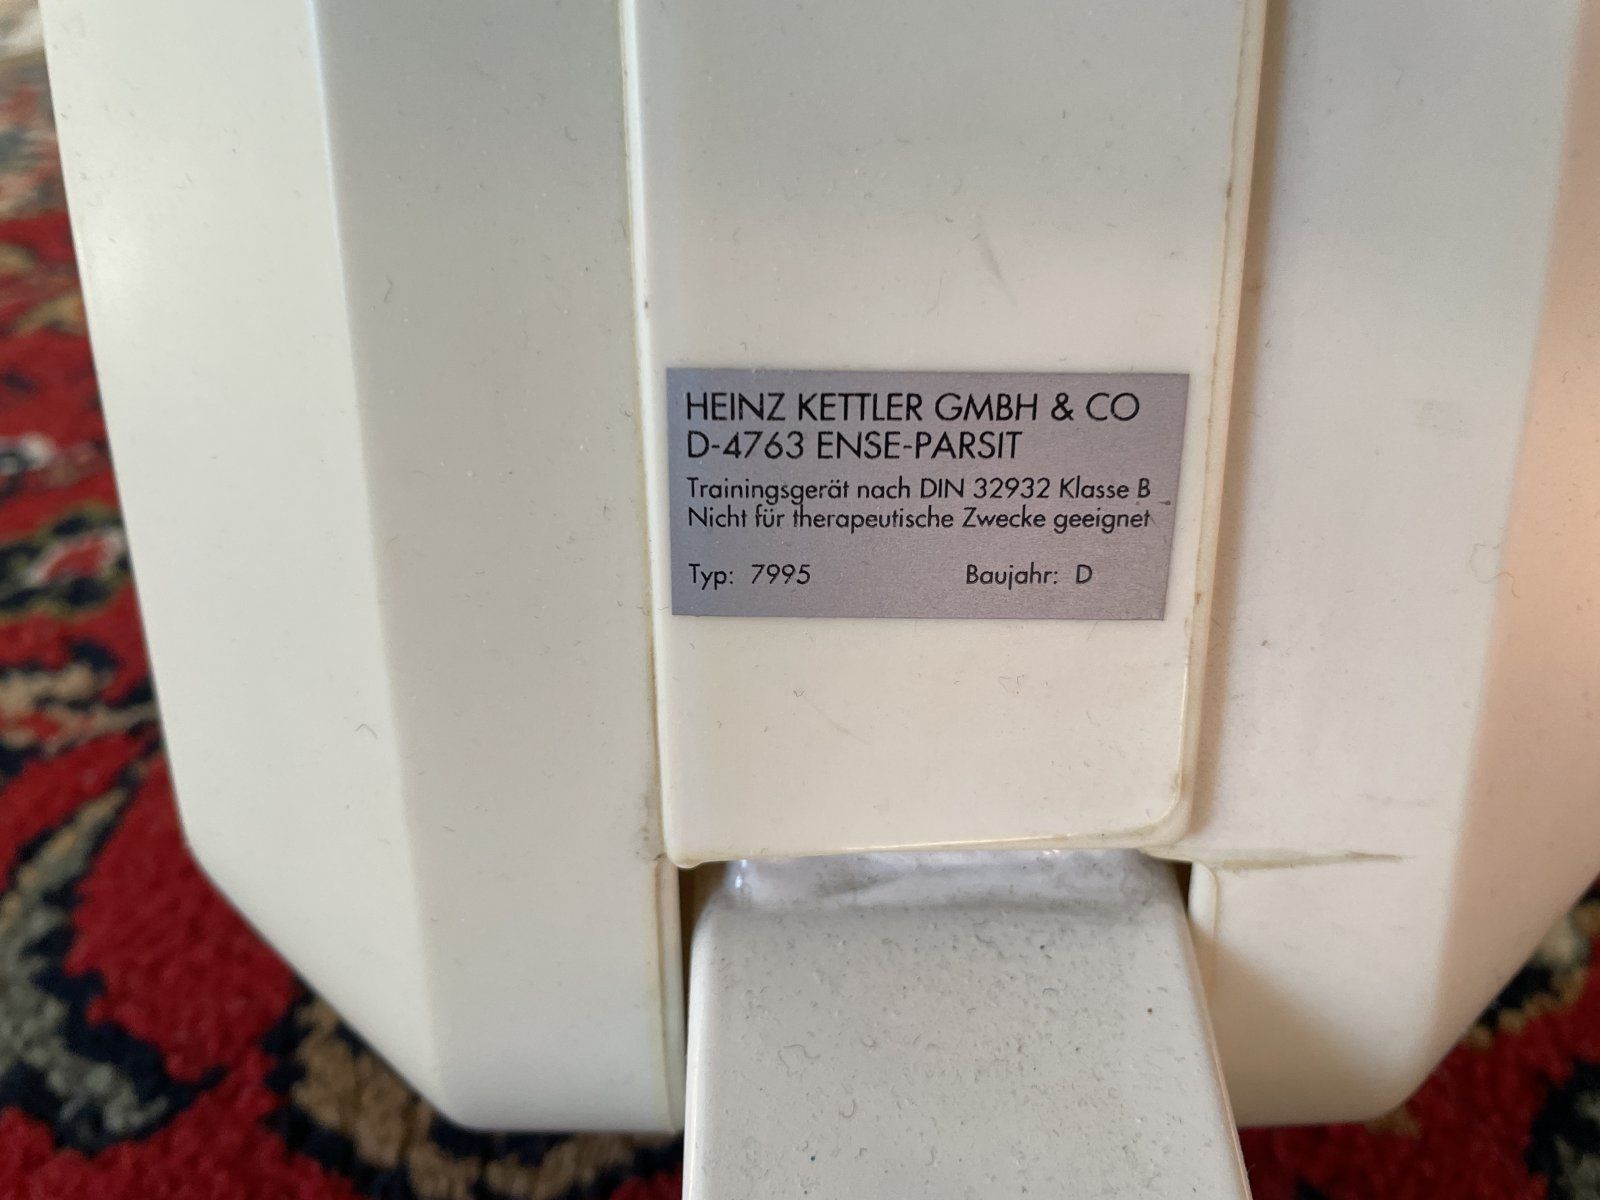 HEINZ KETTLER GMBH & CO
D-4763 ENSE-PARSIT
Trainingsgerät nach DIN 32932 Klasse B
Nicht für therapeutische Zwecke geeignet
Typ: 7995 Baujahr: D